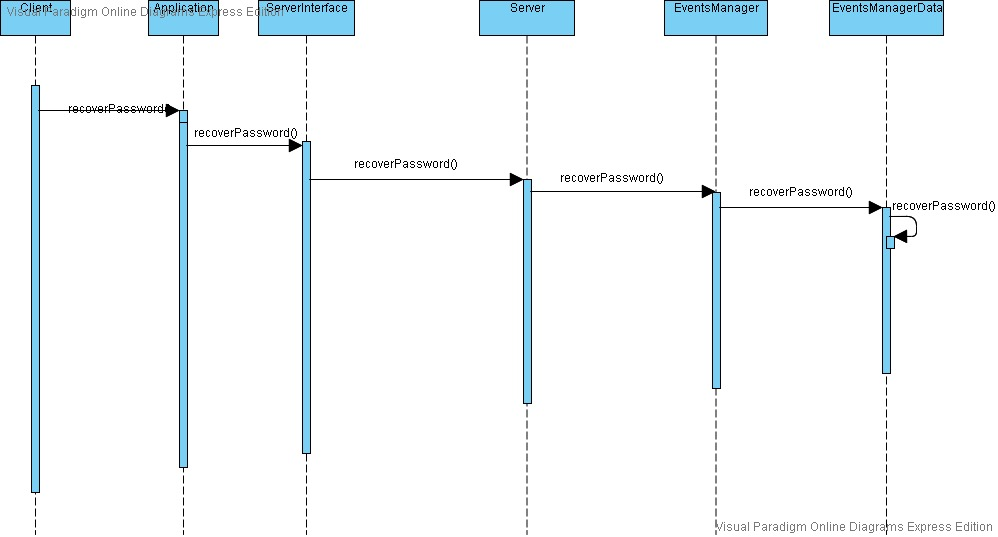 Client
Application
ServerInterface
Server
EventsManager
EventsManagerData
Visual Paradigm Online Diagrams Express Edition
recoverPassword()
recoverPassword()
recoverPassword()
recoverPassword()
recoverPassword()
recoverPassword()
Visual Paradigm Online Diagrams Express Edition